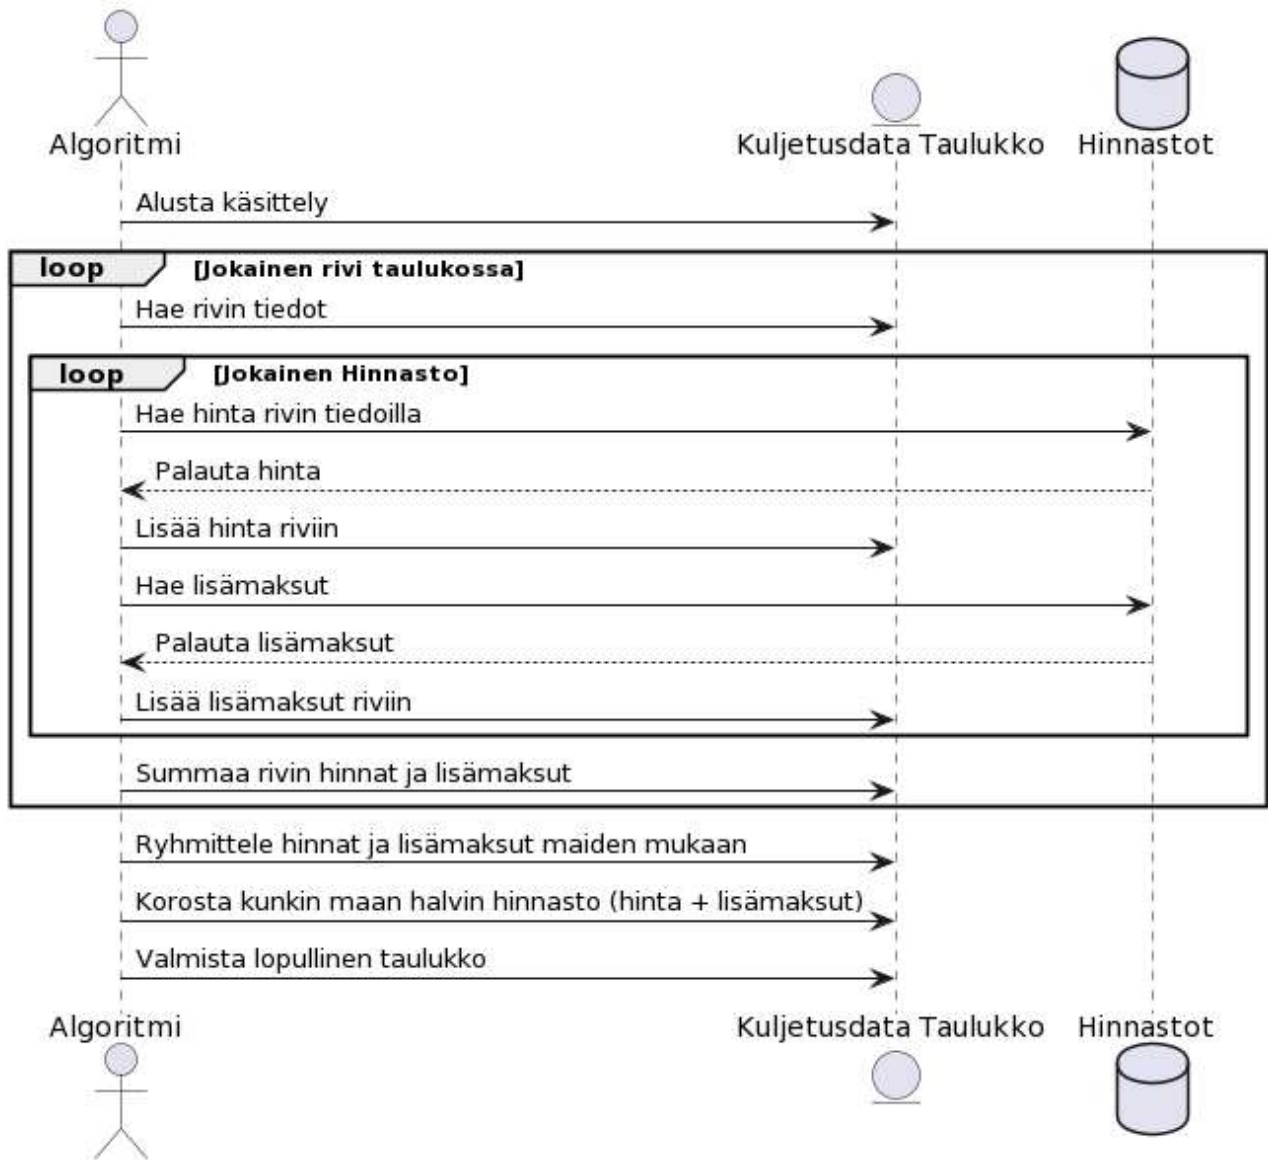 Algoritmi
Kuljetusdata Taulukko
Hinnastot
Alusta käsittely
loop [Jokainen rivi taulukossa]
Hae rivin tiedot
loop [Jokainen Hinnasto]
Hae hinta rivin tiedoilla
Palauta hinta
Lisää hinta riviin
Hae lisämaksut
Palauta lisämaksut
Lisää lisämaksut riviin
Summaa rivin hinnat ja lisämaksut
Ryhmittele hinnat ja lisämaksut maiden mukaan
Korosta kunkin maan halvin hinnasto (hinta + lisämaksut)
Valmista lopullinen taulukko
Algoritmi
Kuljetusdata Taulukko
Hinnastot